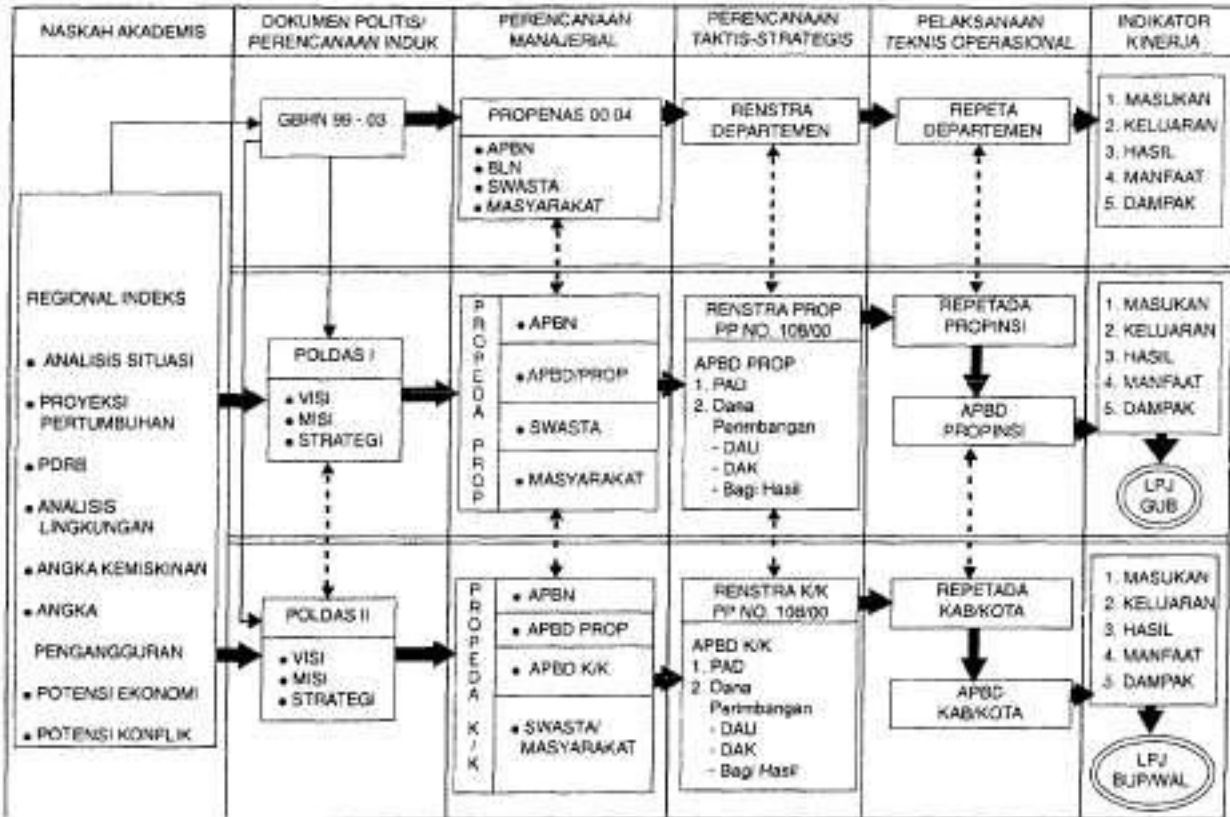 NASKAH AKADEMIS
DOKUMEN POLITIS/
PERENCANAAN INDUK
PERENCANAAN
MANAJERIAL
PERENCANAAN
TAKTIS-STRATEGIS
PELAKSANAAN
TEKNIS OPERASIONAL
INDIKATOR
KINERJA
GBHN 99 - 03
PROPENAS 00 04
• APBN
• BLN
• SWASTA
• MASYARAKAT
RENSTRA
DEPARTEMEN
REPETA
DEPARTEMEN
1. MASUKAN
2. KELUARAN
3. HASIL
4. MANFAAT
5. DAMPAK
REGIONAL INDEKS
• ANALISIS SITUASI
• PROYEKSI
PERTUMBUHAN
• PDRB
• ANALISIS
LINGKUNGAN
• ANGKA KEMISKINAN
• ANGKA
PENGANGGURAN
• POTENSI EKONOMI
• POTENSI KONFLIK
POLDAS I
• VISI
• MISI
• STRATEGI
PROPEDA PROP
• APBN
• APBD/PROP
• SWASTA
• MASYARAKAT
RENSTRA PROP
PP NO. 108/00
APBD PROP
1. PAD
2. Dana
Perimbangan
- DAU
- DAK
- Bagi Hasil
REPETADA
PROPINSI
APBD
PROPINSI
1. MASUKAN
2. KELUARAN
3. HASIL
4. MANFAAT
5. DAMPAK
LPJ
GUB
POLDAS II
• VISI
• MISI
• STRATEGI
PROPEDA K/K
• APBN
• APBD PROP
• APBD K/K
• SWASTA/
MASYARAKAT
RENSTRA K/K
PP NO. 108/00
APBD K/K
1. PAD
2. Dana
Perimbangan
- DAU
- DAK
- Bagi Hasil
REPETADA
KAB/KOTA
APBD
KAB/KOTA
1. MASUKAN
2. KELUARAN
3. HASIL
4. MANFAAT
5. DAMPAK
LPJ
BUP/WAL